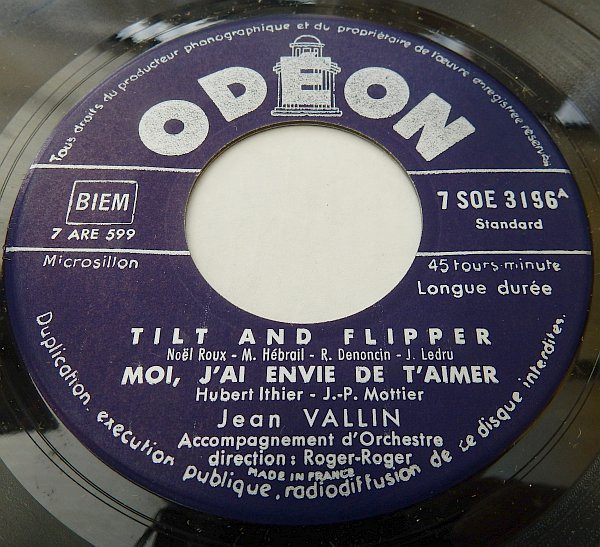 Tous droits du producteur phonographique et du propriétaire de l'œuvre enregistrée réservés
ODEON
BIEM
7 ARE 599
7 SOE 3196 A
Standard
Microsillon
45 tours-minute
Longue durée
TILT AND FLIPPER
Noël Roux - M. Hébrail - R. Denoncin - J. Ledru
MOI, J'AI ENVIE DE T'AIMER
Hubert Ithier - J.-P. Mottier
Jean VALLIN
Accompagnement d'Orchestre
direction : Roger-Roger
MADE IN FRANCE
Duplication, exécution publique, radiodiffusion de ce disque interdites.